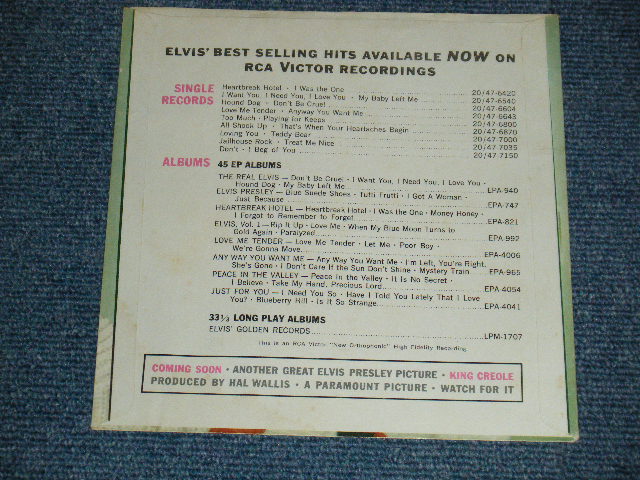 ELVIS' BEST SELLING HITS AVAILABLE NOW ON
RCA VICTOR RECORDINGS
SINGLE RECORDS
Heartbreak Hotel · I Was the One 20/47-6420
I Want You, I Need You, I Love You · My Baby Left Me 20/47-6540
Hound Dog · Don't Be Cruel 20/47-6604
Love Me Tender · Anyway You Want Me 20/47-6643
Too Much · Playing for Keeps 20/47-6800
All Shook Up · That's When Your Heartaches Begin 20/47-6870
Loving You · Teddy Bear 20/47-7000
Jailhouse Rock · Treat Me Nice 20/47-7035
Don't · I Beg of You 20/47-7150
ALBUMS 45 EP ALBUMS
THE REAL ELVIS — Don't Be Cruel · I Want You, I Need You, I Love You ·
Hound Dog · My Baby Left Me EPA-940
ELVIS PRESLEY — Blue Suede Shoes · Tutti Frutti · I Got A Woman ·
Just Because EPA-747
HEARTBREAK HOTEL — Heartbreak Hotel · I Was the One · Money Honey ·
I Forgot to Remember to Forget EPA-821
ELVIS, Vol. 1 — Rip It Up · Love Me · When My Blue Moon Turns to
Gold Again · Paralyzed EPA-992
LOVE ME TENDER — Love Me Tender · Let Me · Poor Boy ·
We're Gonna Move EPA-4006
ANY WAY YOU WANT ME — Any Way You Want Me · I'm Left, You're Right,
She's Gone · I Don't Care If the Sun Don't Shine · Mystery Train EPA-965
PEACE IN THE VALLEY — Peace in the Valley · It Is No Secret ·
I Believe · Take My Hand, Precious Lord EPA-4054
JUST FOR YOU — I Need You So · Have I Told You Lately That I Love
You? · Blueberry Hill · Is It So Strange EPA-4041
33⅓ LONG PLAY ALBUMS
ELVIS' GOLDEN RECORDS LPM-1707
This is an RCA Victor "New Orthophonic" High Fidelity Recording
COMING SOON · ANOTHER GREAT ELVIS PRESLEY PICTURE · KING CREOLE
PRODUCED BY HAL WALLIS · A PARAMOUNT PICTURE · WATCH FOR IT